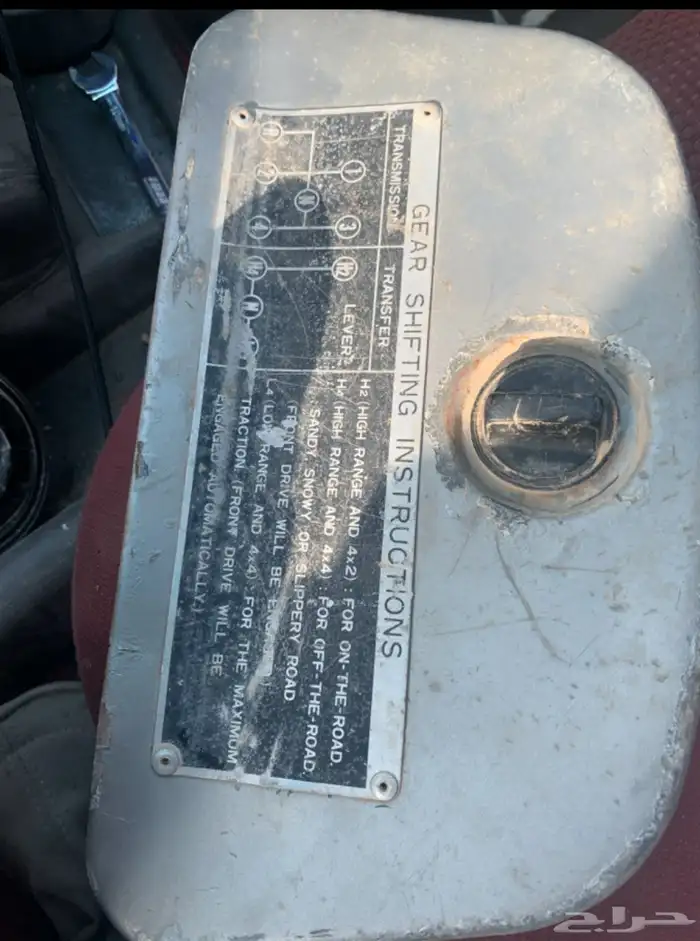 GEAR SHIFTING INSTRUCTIONS
TRANSMISSION
TRANSFER
LEVER
1 3 H2
N N
R 2 4 H4
H2 (HIGH RANGE AND 4x2) : FOR ON-THE-ROAD.
H4 (HIGH RANGE AND 4x4) : FOR OFF-THE-ROAD,
SANDY, SNOWY OR SLIPPERY ROAD
(FRONT DRIVE WILL BE ENGAGED)
L4 (LOW RANGE AND 4x4) : FOR THE MAXIMUM
TRACTION (FRONT DRIVE WILL BE
ENGAGED AUTOMATICALLY)
حراج